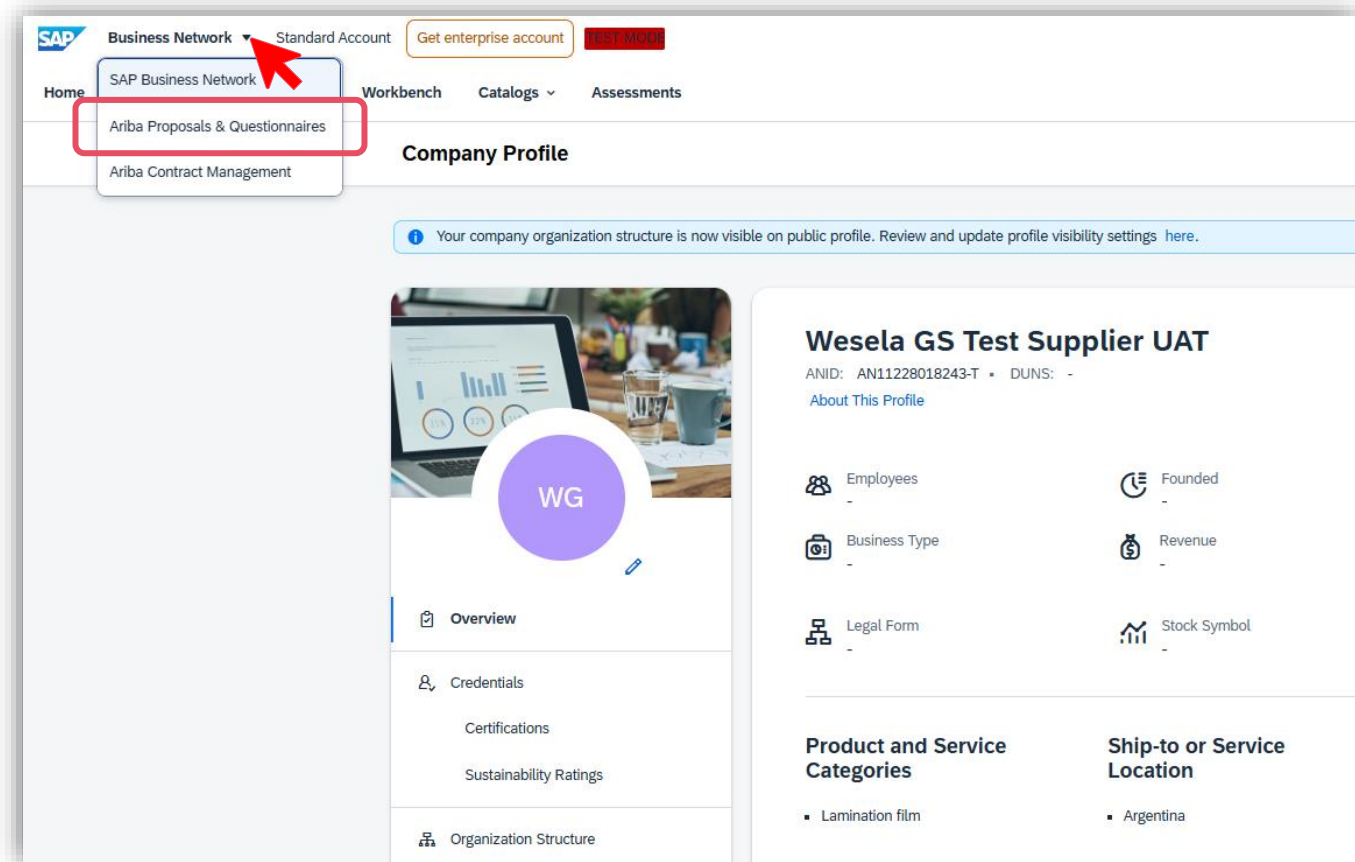 SAP Business Network Standard Account Get enterprise account TEST MODE
SAP Business Network
Home Workbench Catalogs Assessments
Ariba Proposals & Questionnaires
Ariba Contract Management
Company Profile
Your company organization structure is now visible on public profile. Review and update profile visibility settings here.
Wesela GS Test Supplier UAT
ANID: AN11228018243-T ▪ DUNS: -
About This Profile
WG
Employees
-
Founded
-
Business Type
-
Revenue
-
Legal Form
-
Stock Symbol
-
Overview
Credentials
Certifications
Sustainability Ratings
Organization Structure
Product and Service
Categories
▪ Lamination film
Ship-to or Service
Location
▪ Argentina